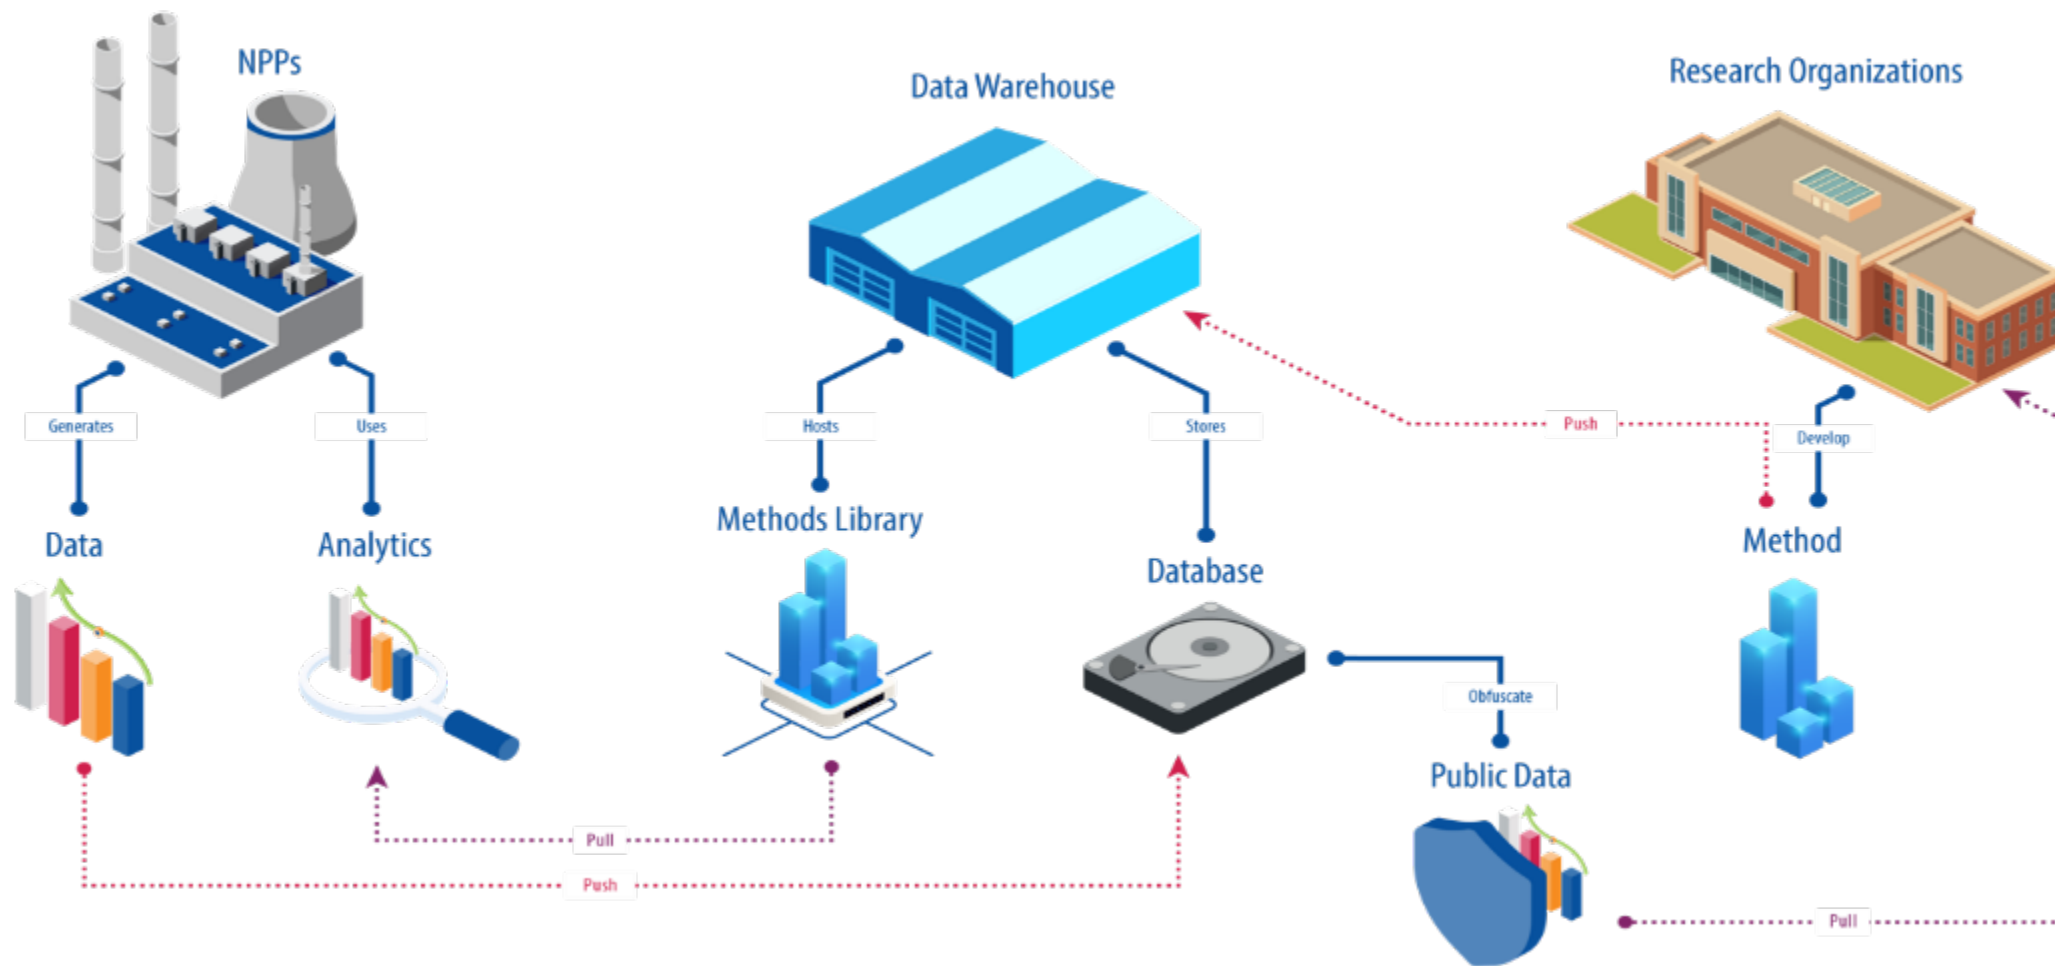 NPPs
Data Warehouse
Research Organizations
Generates
Uses
Hosts
Stores
Push
Develop
Data
Analytics
Methods Library
Database
Method
Obfuscate
Public Data
Pull
Push
Pull